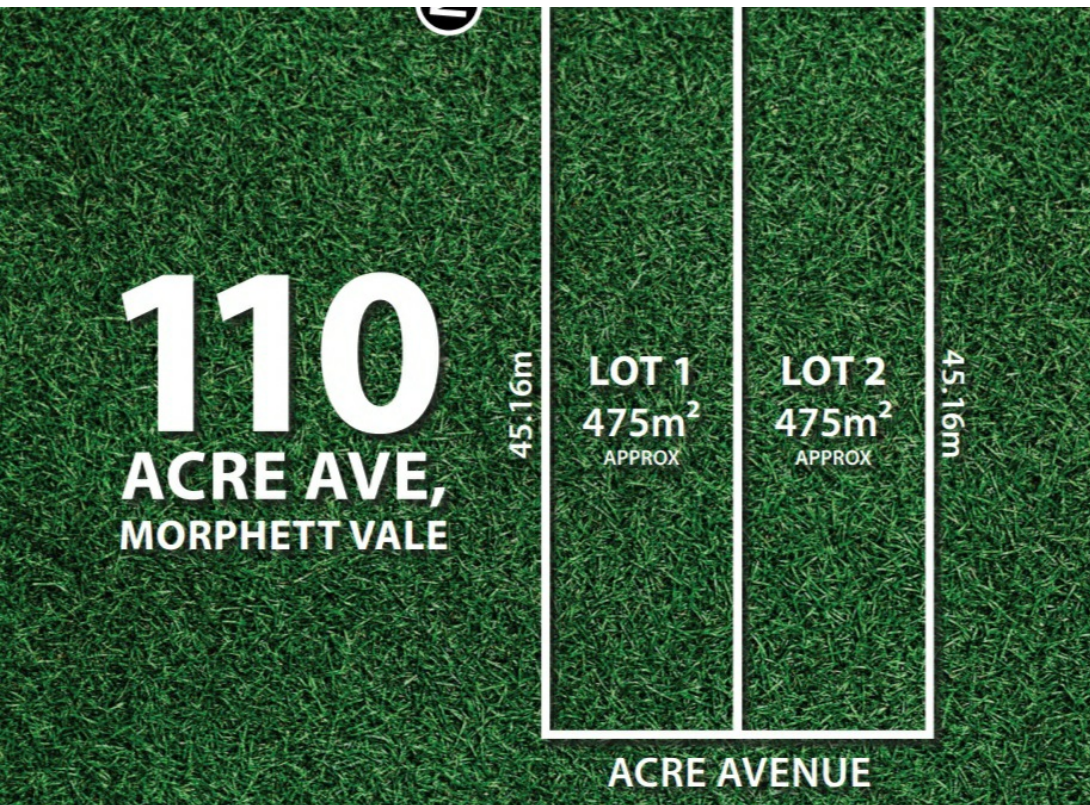 110
ACRE AVE,
MORPHETT VALE
45.16m
LOT 1
475m²
APPROX
LOT 2
475m²
APPROX
45.16m
ACRE AVENUE